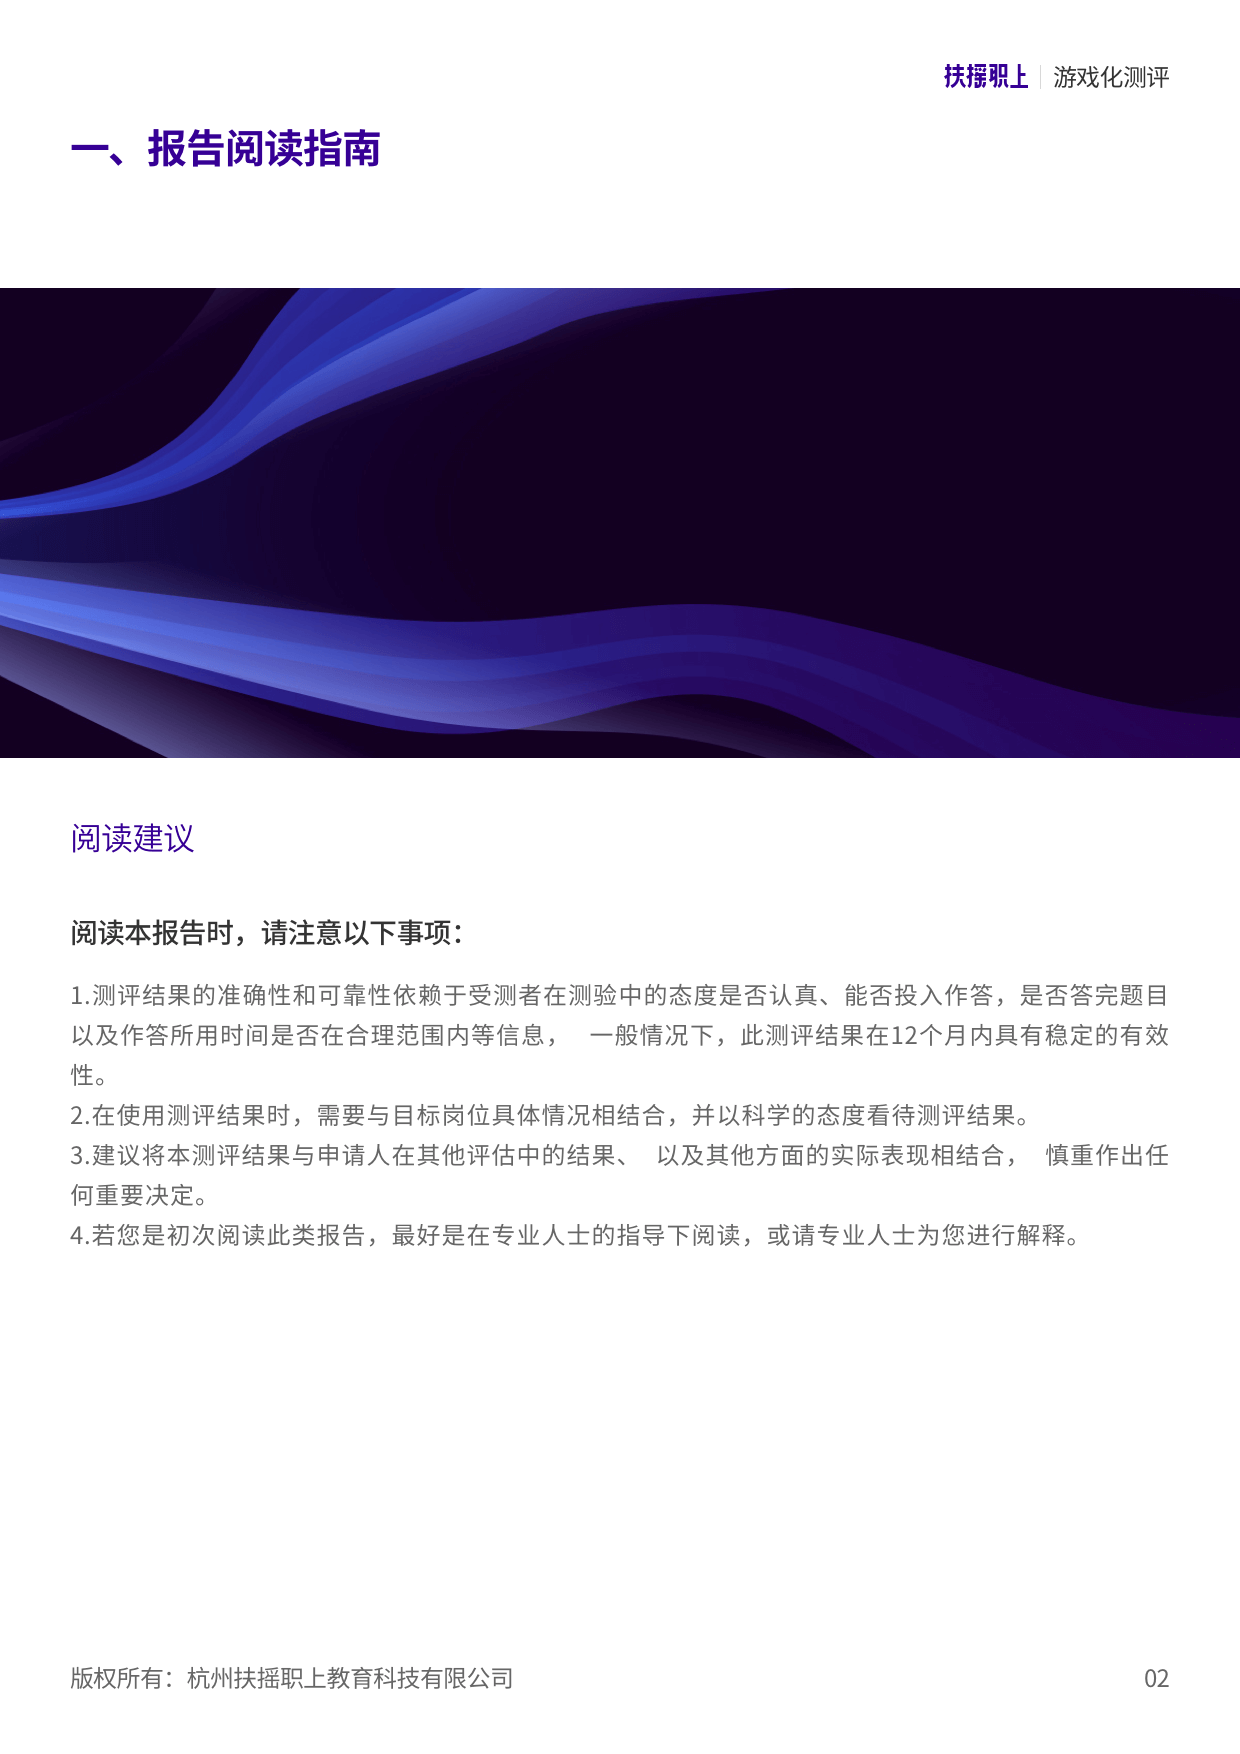 扶摇职上 游戏化测评
一、报告阅读指南
阅读建议
阅读本报告时，请注意以下事项：
1.测评结果的准确性和可靠性依赖于受测者在测验中的态度是否认真、能否投入作答，是否答完题目
以及作答所用时间是否在合理范围内等信息， 一般情况下，此测评结果在12个月内具有稳定的有效
性。
2.在使用测评结果时，需要与目标岗位具体情况相结合，并以科学的态度看待测评结果。
3.建议将本测评结果与申请人在其他评估中的结果、 以及其他方面的实际表现相结合， 慎重作出任
何重要决定。
4.若您是初次阅读此类报告，最好是在专业人士的指导下阅读，或请专业人士为您进行解释。
版权所有：杭州扶摇职上教育科技有限公司 02